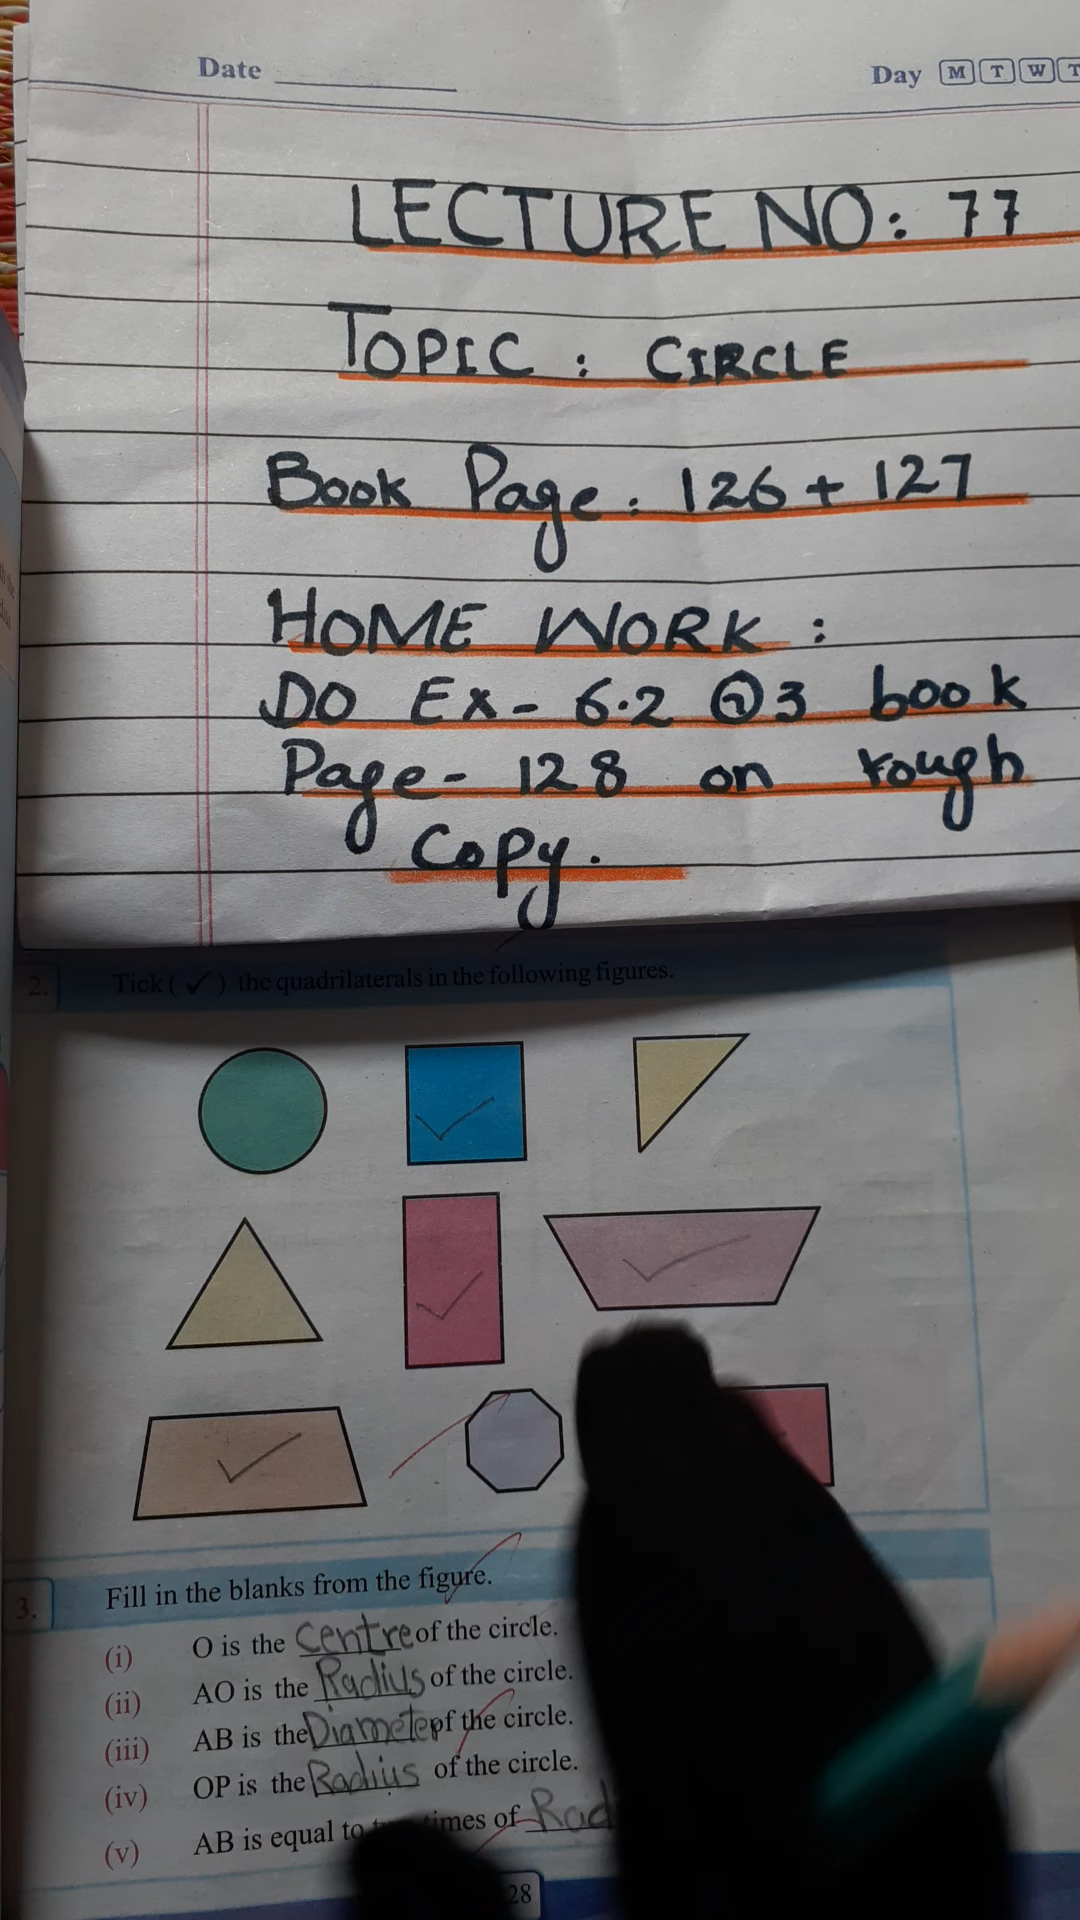 Date
Day M T W T
LECTURE NO: 77
TOPIC : CIRCLE
Book Page: 126 + 127
HOME WORK :
DO Ex- 6.2 Q3 book
Page- 128 on rough
Copy.
2. Tick ( ✓ ) the quadrilaterals in the following figures.
3. Fill in the blanks from the figure.
(i) O is the Centre of the circle.
(ii) AO is the Radius of the circle.
(iii) AB is the Diameter of the circle.
(iv) OP is the Radius of the circle.
(v) AB is equal to times of
28